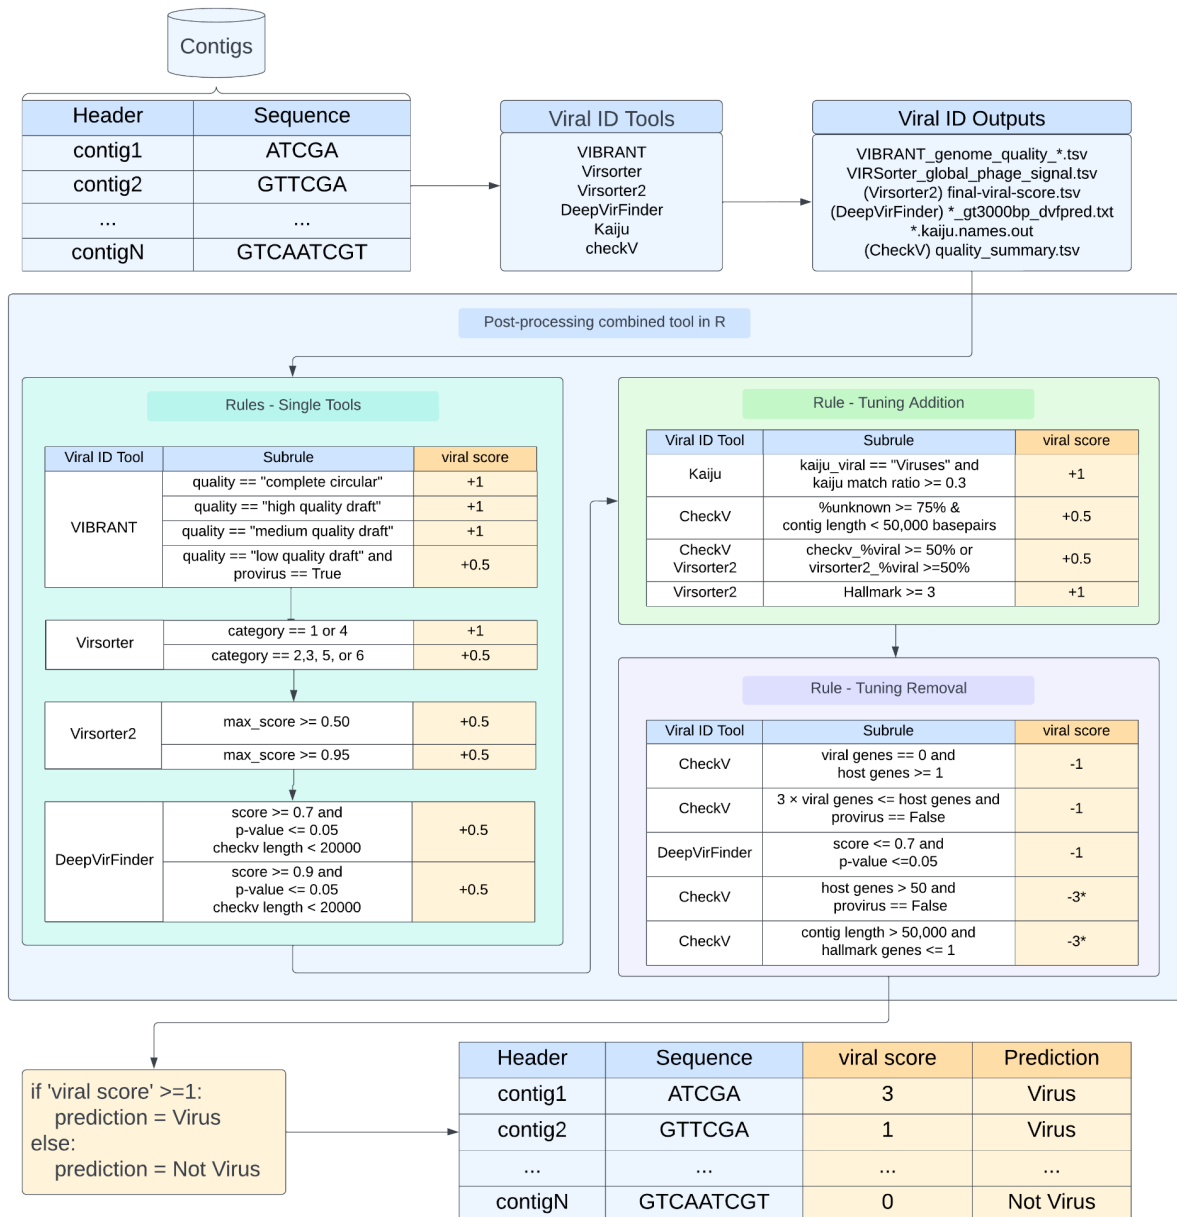 Contigs
Header Sequence
contig1 ATCGA
contig2 GTTCGA
... ...
contigN GTCAATCGT
Viral ID Tools
VIBRANT
Virsorter
Virsorter2
DeepVirFinder
Kaiju
checkV
Viral ID Outputs
VIBRANT_genome_quality_*.tsv
VIRSorter_global_phage_signal.tsv
(Virsorter2) final-viral-score.tsv
(DeepVirFinder) *_gt3000bp_dvfpred.txt
*.kaiju.names.out
(CheckV) quality_summary.tsv
Post-processing combined tool in R
Rules - Single Tools
Viral ID Tool Subrule viral score
VIBRANT
quality == "complete circular" +1
quality == "high quality draft" +1
quality == "medium quality draft" +1
quality == "low quality draft" and
provirus == True
+0.5
Virsorter
category == 1 or 4 +1
category == 2,3, 5, or 6 +0.5
Virsorter2
max_score >= 0.50 +0.5
max_score >= 0.95 +0.5
DeepVirFinder
score >= 0.7 and
p-value <= 0.05
checkv length < 20000
+0.5
score >= 0.9 and
p-value <= 0.05
checkv length < 20000
+0.5
Rule - Tuning Addition
Viral ID Tool Subrule viral score
Kaiju
kaiju_viral == "Viruses" and
kaiju match ratio >= 0.3
+1
CheckV
%unknown >= 75% &
contig length < 50,000 basepairs
+0.5
CheckV
Virsorter2
checkv_%viral >= 50% or
virsorter2_%viral >=50%
+0.5
Virsorter2 Hallmark >= 3 +1
Rule - Tuning Removal
Viral ID Tool Subrule viral score
CheckV
viral genes == 0 and
host genes >= 1
-1
CheckV
3 × viral genes <= host genes and
provirus == False
-1
DeepVirFinder
score <= 0.7 and
p-value <=0.05
-1
CheckV
host genes > 50 and
provirus == False
-3*
CheckV
contig length > 50,000 and
hallmark genes <= 1
-3*
if 'viral score' >=1:
prediction = Virus
else:
prediction = Not Virus
Header Sequence viral score Prediction
contig1 ATCGA 3 Virus
contig2 GTTCGA 1 Virus
... ... ... ...
contigN GTCAATCGT 0 Not Virus